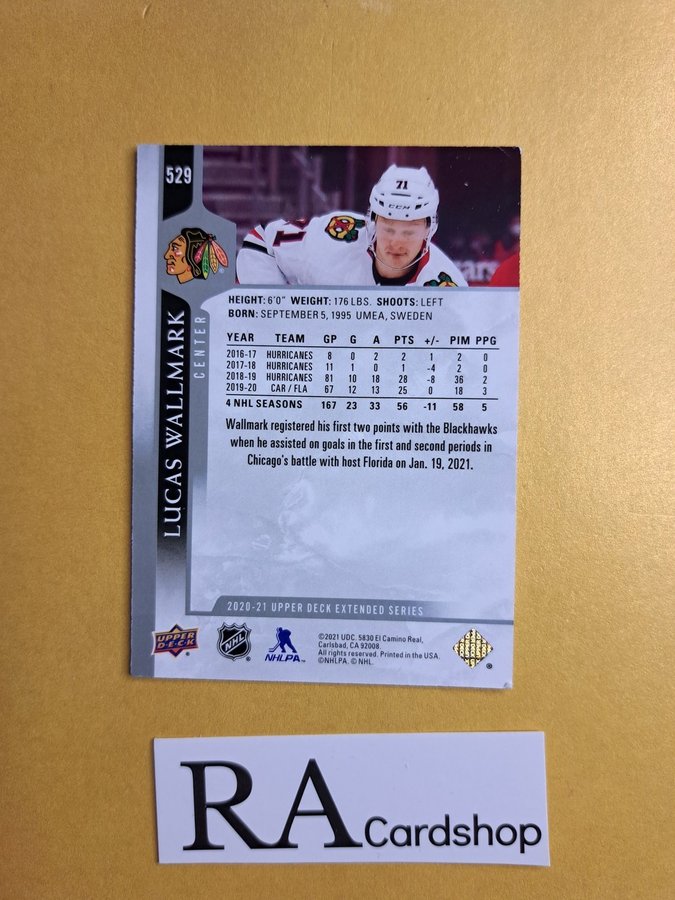 529
71
CCM
71
HEIGHT: 6'0" WEIGHT: 176 LBS. SHOOTS: LEFT
BORN: SEPTEMBER 5, 1995 UMEA, SWEDEN
YEAR TEAM GP G A PTS +/- PIM PPG
2016-17 HURRICANES 8 0 2 2 1 2 0
2017-18 HURRICANES 11 1 0 1 -4 2 0
2018-19 HURRICANES 81 10 18 28 -8 36 2
2019-20 CAR / FLA 67 12 13 25 0 18 3
4 NHL SEASONS 167 23 33 56 -11 58 5
Wallmark registered his first two points with the Blackhawks
when he assisted on goals in the first and second periods in
Chicago's battle with host Florida on Jan. 19, 2021.
LUCAS WALLMARK
CENTER
2020-21 UPPER DECK EXTENDED SERIES
UPPER DECK
NHL
NHLPA
©2021 UDC. 5830 El Camino Real,
Carlsbad, CA 92008.
All rights reserved. Printed in the USA.
©NHLPA. © NHL.
RA Cardshop